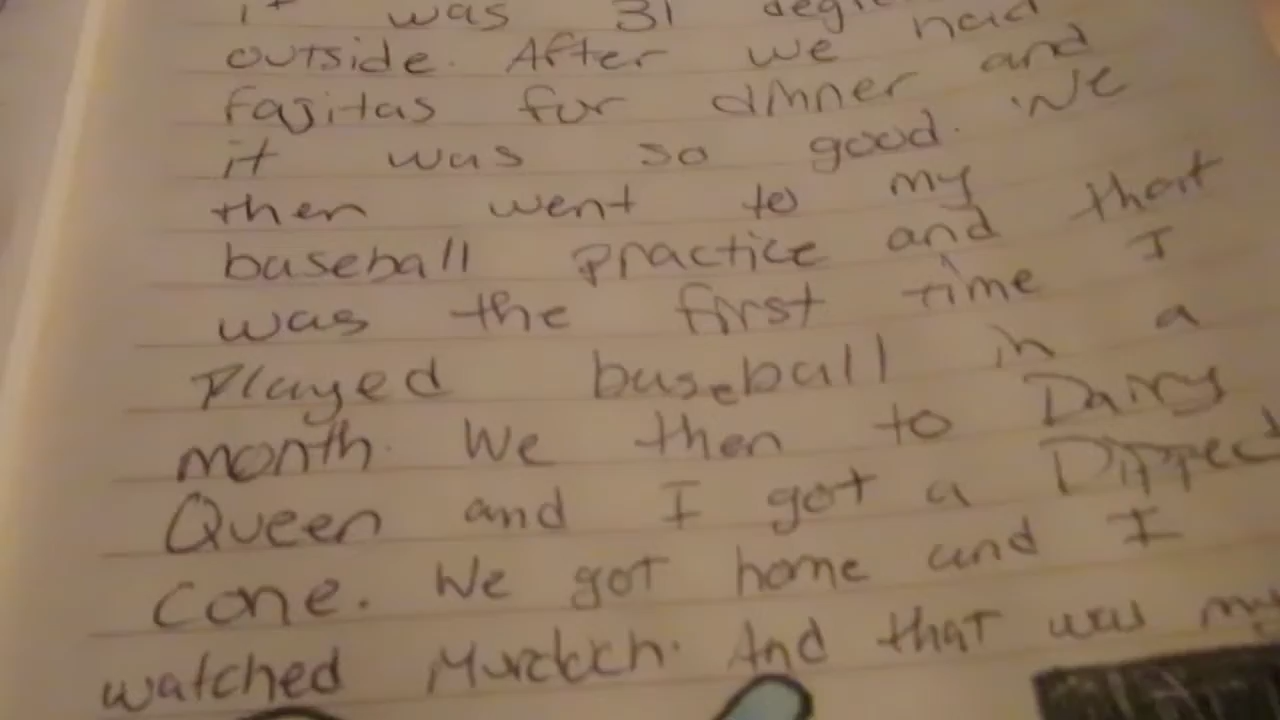 it was 31
outside. After we had
fajitas for dinner and
it was so good. We
then went to my
baseball practice and that
was the first time I
Played baseball in a
month. We then to Dairy
Queen and I got a Dipped
cone. We got home and I
watched Murdoch. And that was my